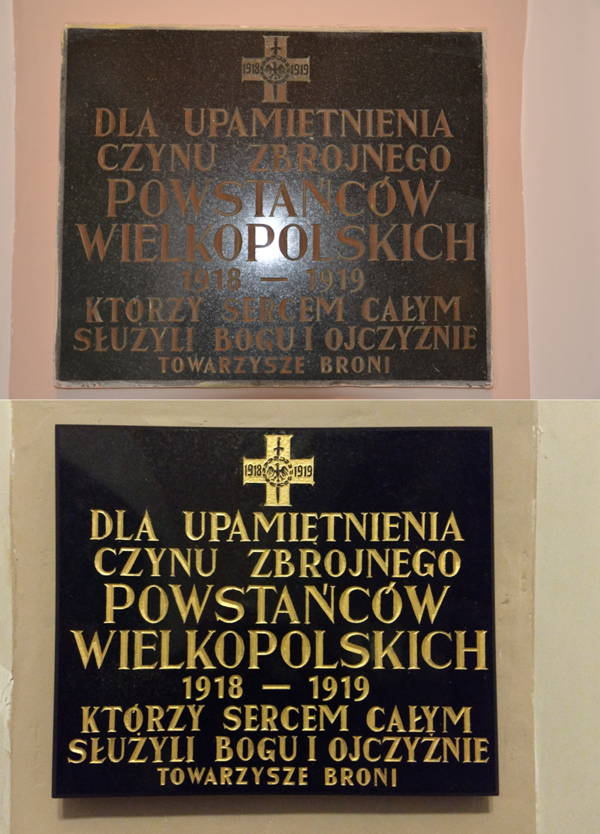 1918 1919
DLA UPAMIĘTNIENIA
CZYNU ZBROJNEGO
POWSTAŃCÓW
WIELKOPOLSKICH
1918 — 1919
KTÓRZY SERCEM CAŁYM
SŁUŻYLI BOGU I OJCZYŹNIE
TOWARZYSZE BRONI
1918 1919
DLA UPAMIĘTNIENIA
CZYNU ZBROJNEGO
POWSTAŃCÓW
WIELKOPOLSKICH
1918 — 1919
KTÓRZY SERCEM CAŁYM
SŁUŻYLI BOGU I OJCZYŹNIE
TOWARZYSZE BRONI